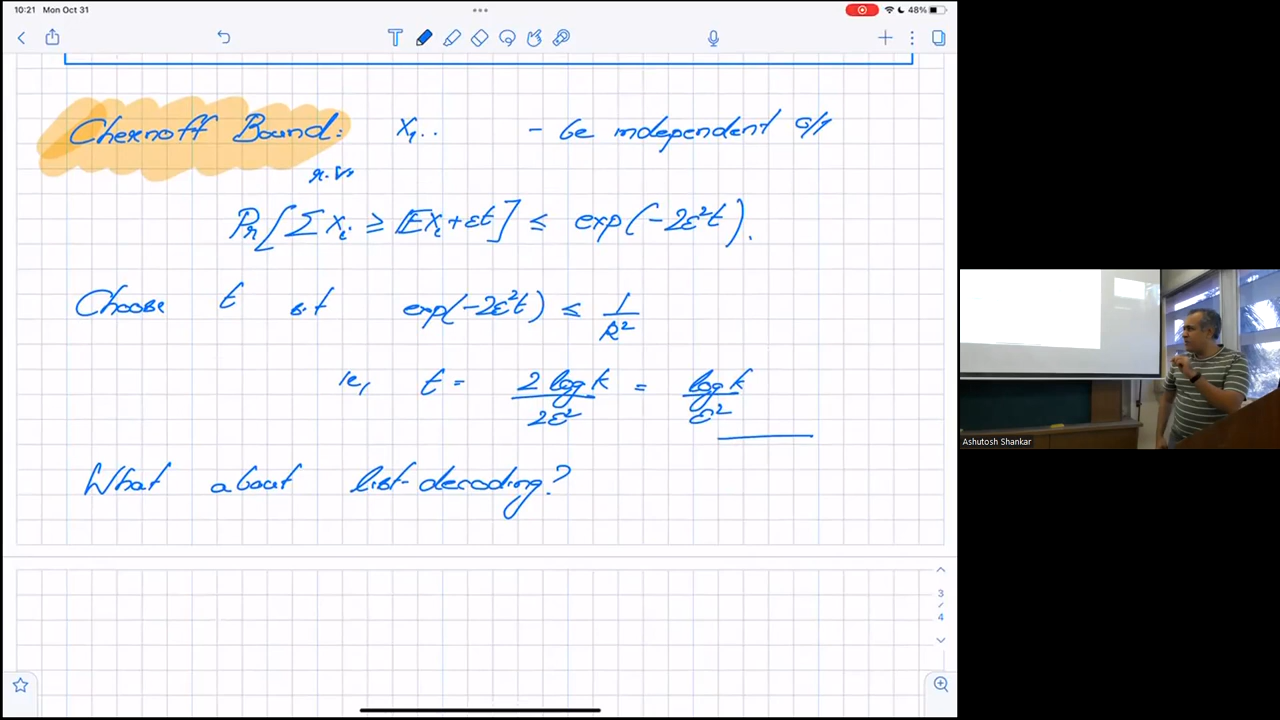 10:21 Mon Oct 31
48%
Chernoff Bound: X₁.. - be independent 0/1
r.vs
Pr[∑ Xᵢ ≥ 𝔼Xᵢ + εt] ≤ exp(-2ε²t).
Choose t s.t exp(-2ε²t) ≤ 1/k²
ie, t = 2 log k / 2ε² = log k / ε²
What about list-decoding?
3
/
4
Ashutosh Shankar